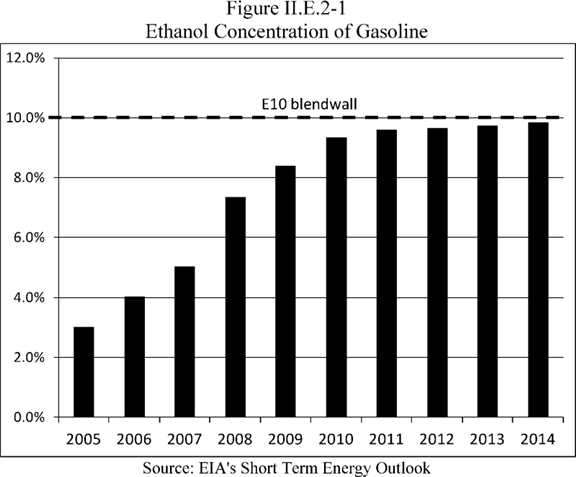 Figure II.E.2-1
Ethanol Concentration of Gasoline
12.0%
E10 blendwall
10.0%
8.0%
6.0%
4.0%
2.0%
0.0%
2005 2006 2007 2008 2009 2010 2011 2012 2013 2014
Source: EIA's Short Term Energy Outlook